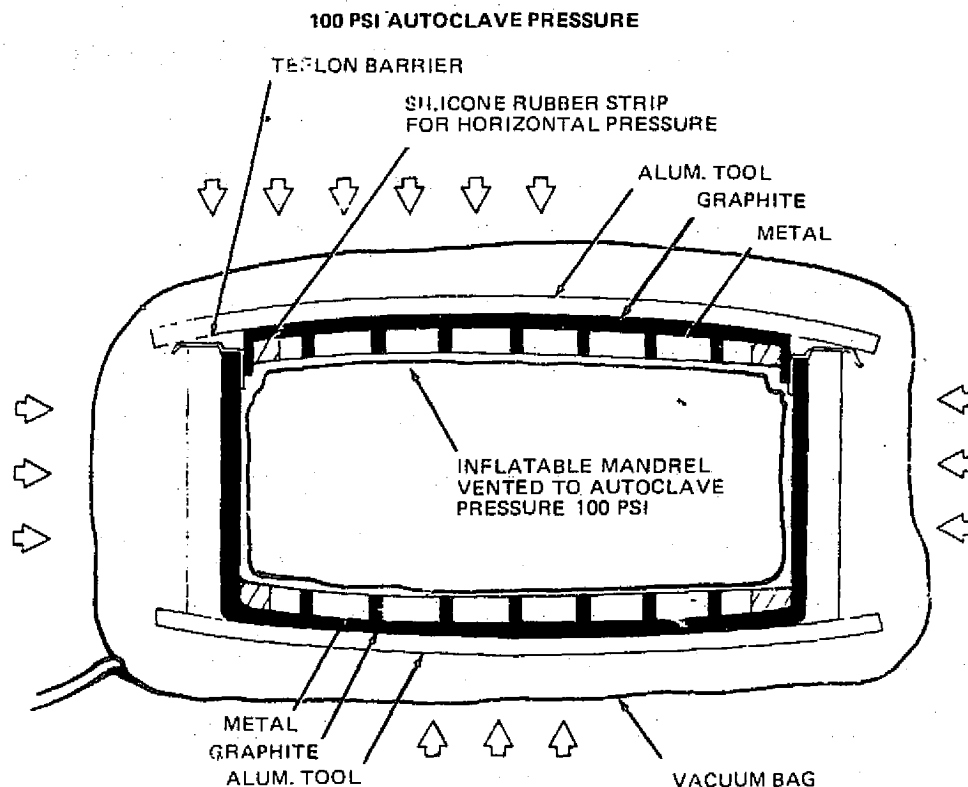 100 PSI AUTOCLAVE PRESSURE
TEFLON BARRIER
SILICONE RUBBER STRIP
FOR HORIZONTAL PRESSURE
ALUM. TOOL
GRAPHITE
METAL
INFLATABLE MANDREL
VENTED TO AUTOCLAVE
PRESSURE 100 PSI
METAL
GRAPHITE
ALUM. TOOL
VACUUM BAG